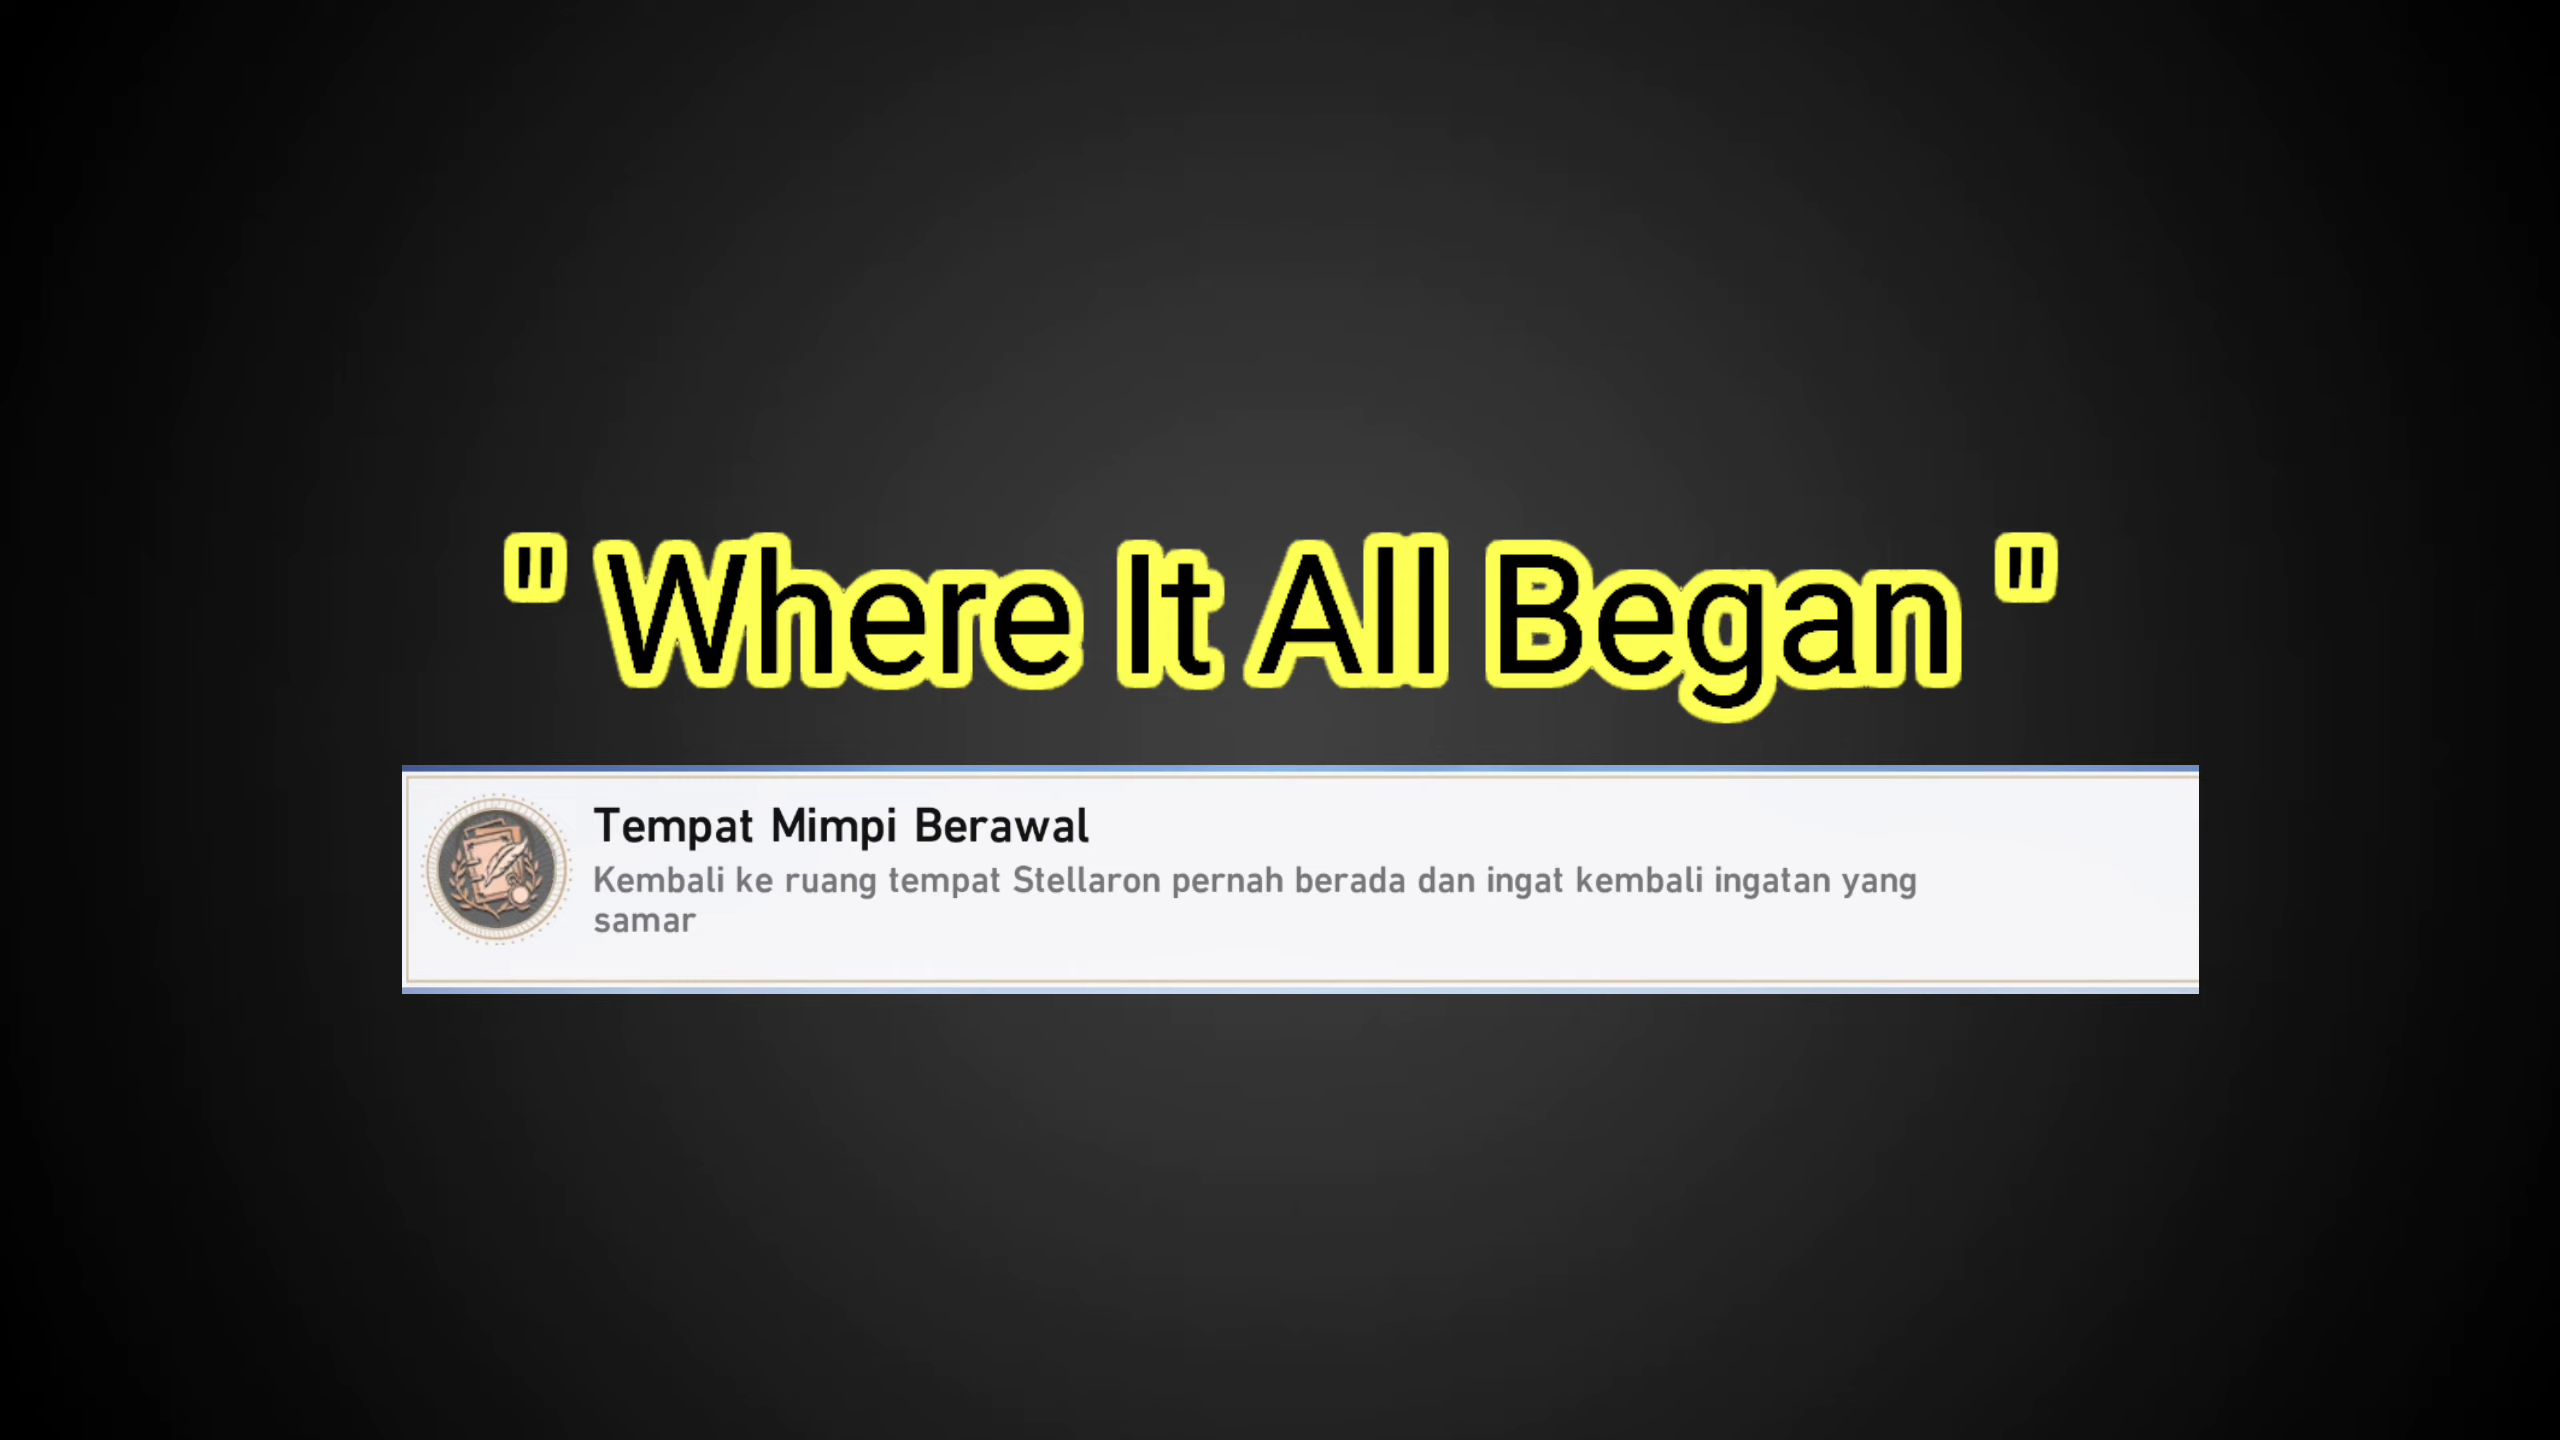 " Where It All Began "
Tempat Mimpi Berawal
Kembali ke ruang tempat Stellaron pernah berada dan ingat kembali ingatan yang
samar